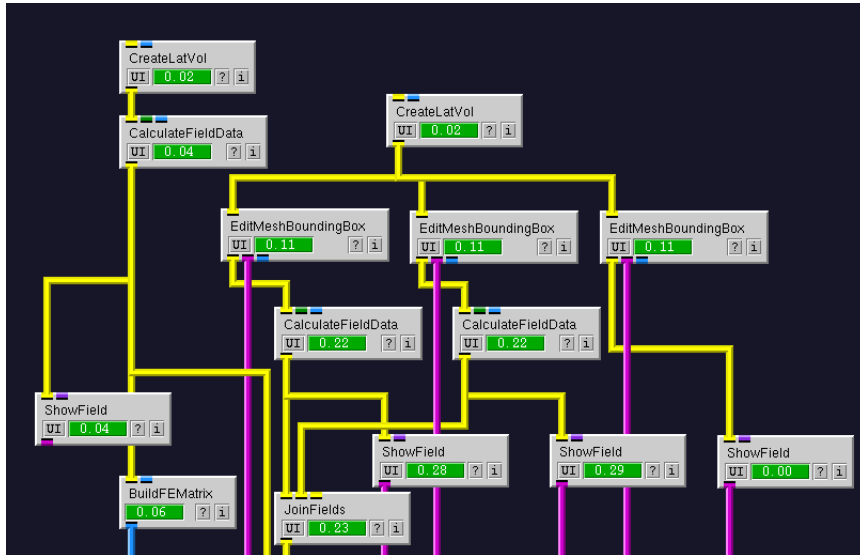 CreateLatVol
UI 0.02 ? i
CreateLatVol
UI 0.02 ? i
CalculateFieldData
UI 0.04 ? i
EditMeshBoundingBox
UI 0.11 ? i
EditMeshBoundingBox
UI 0.11 ? i
EditMeshBoundingBox
UI 0.11 ? i
CalculateFieldData
UI 0.22 ? i
CalculateFieldData
UI 0.22 ? i
ShowField
UI 0.04 ? i
ShowField
UI 0.28 ? i
ShowField
UI 0.29 ? i
ShowField
UI 0.00 ? i
BuildFEMatrix
0.06 ? i
JoinFields
UI 0.23 ? i